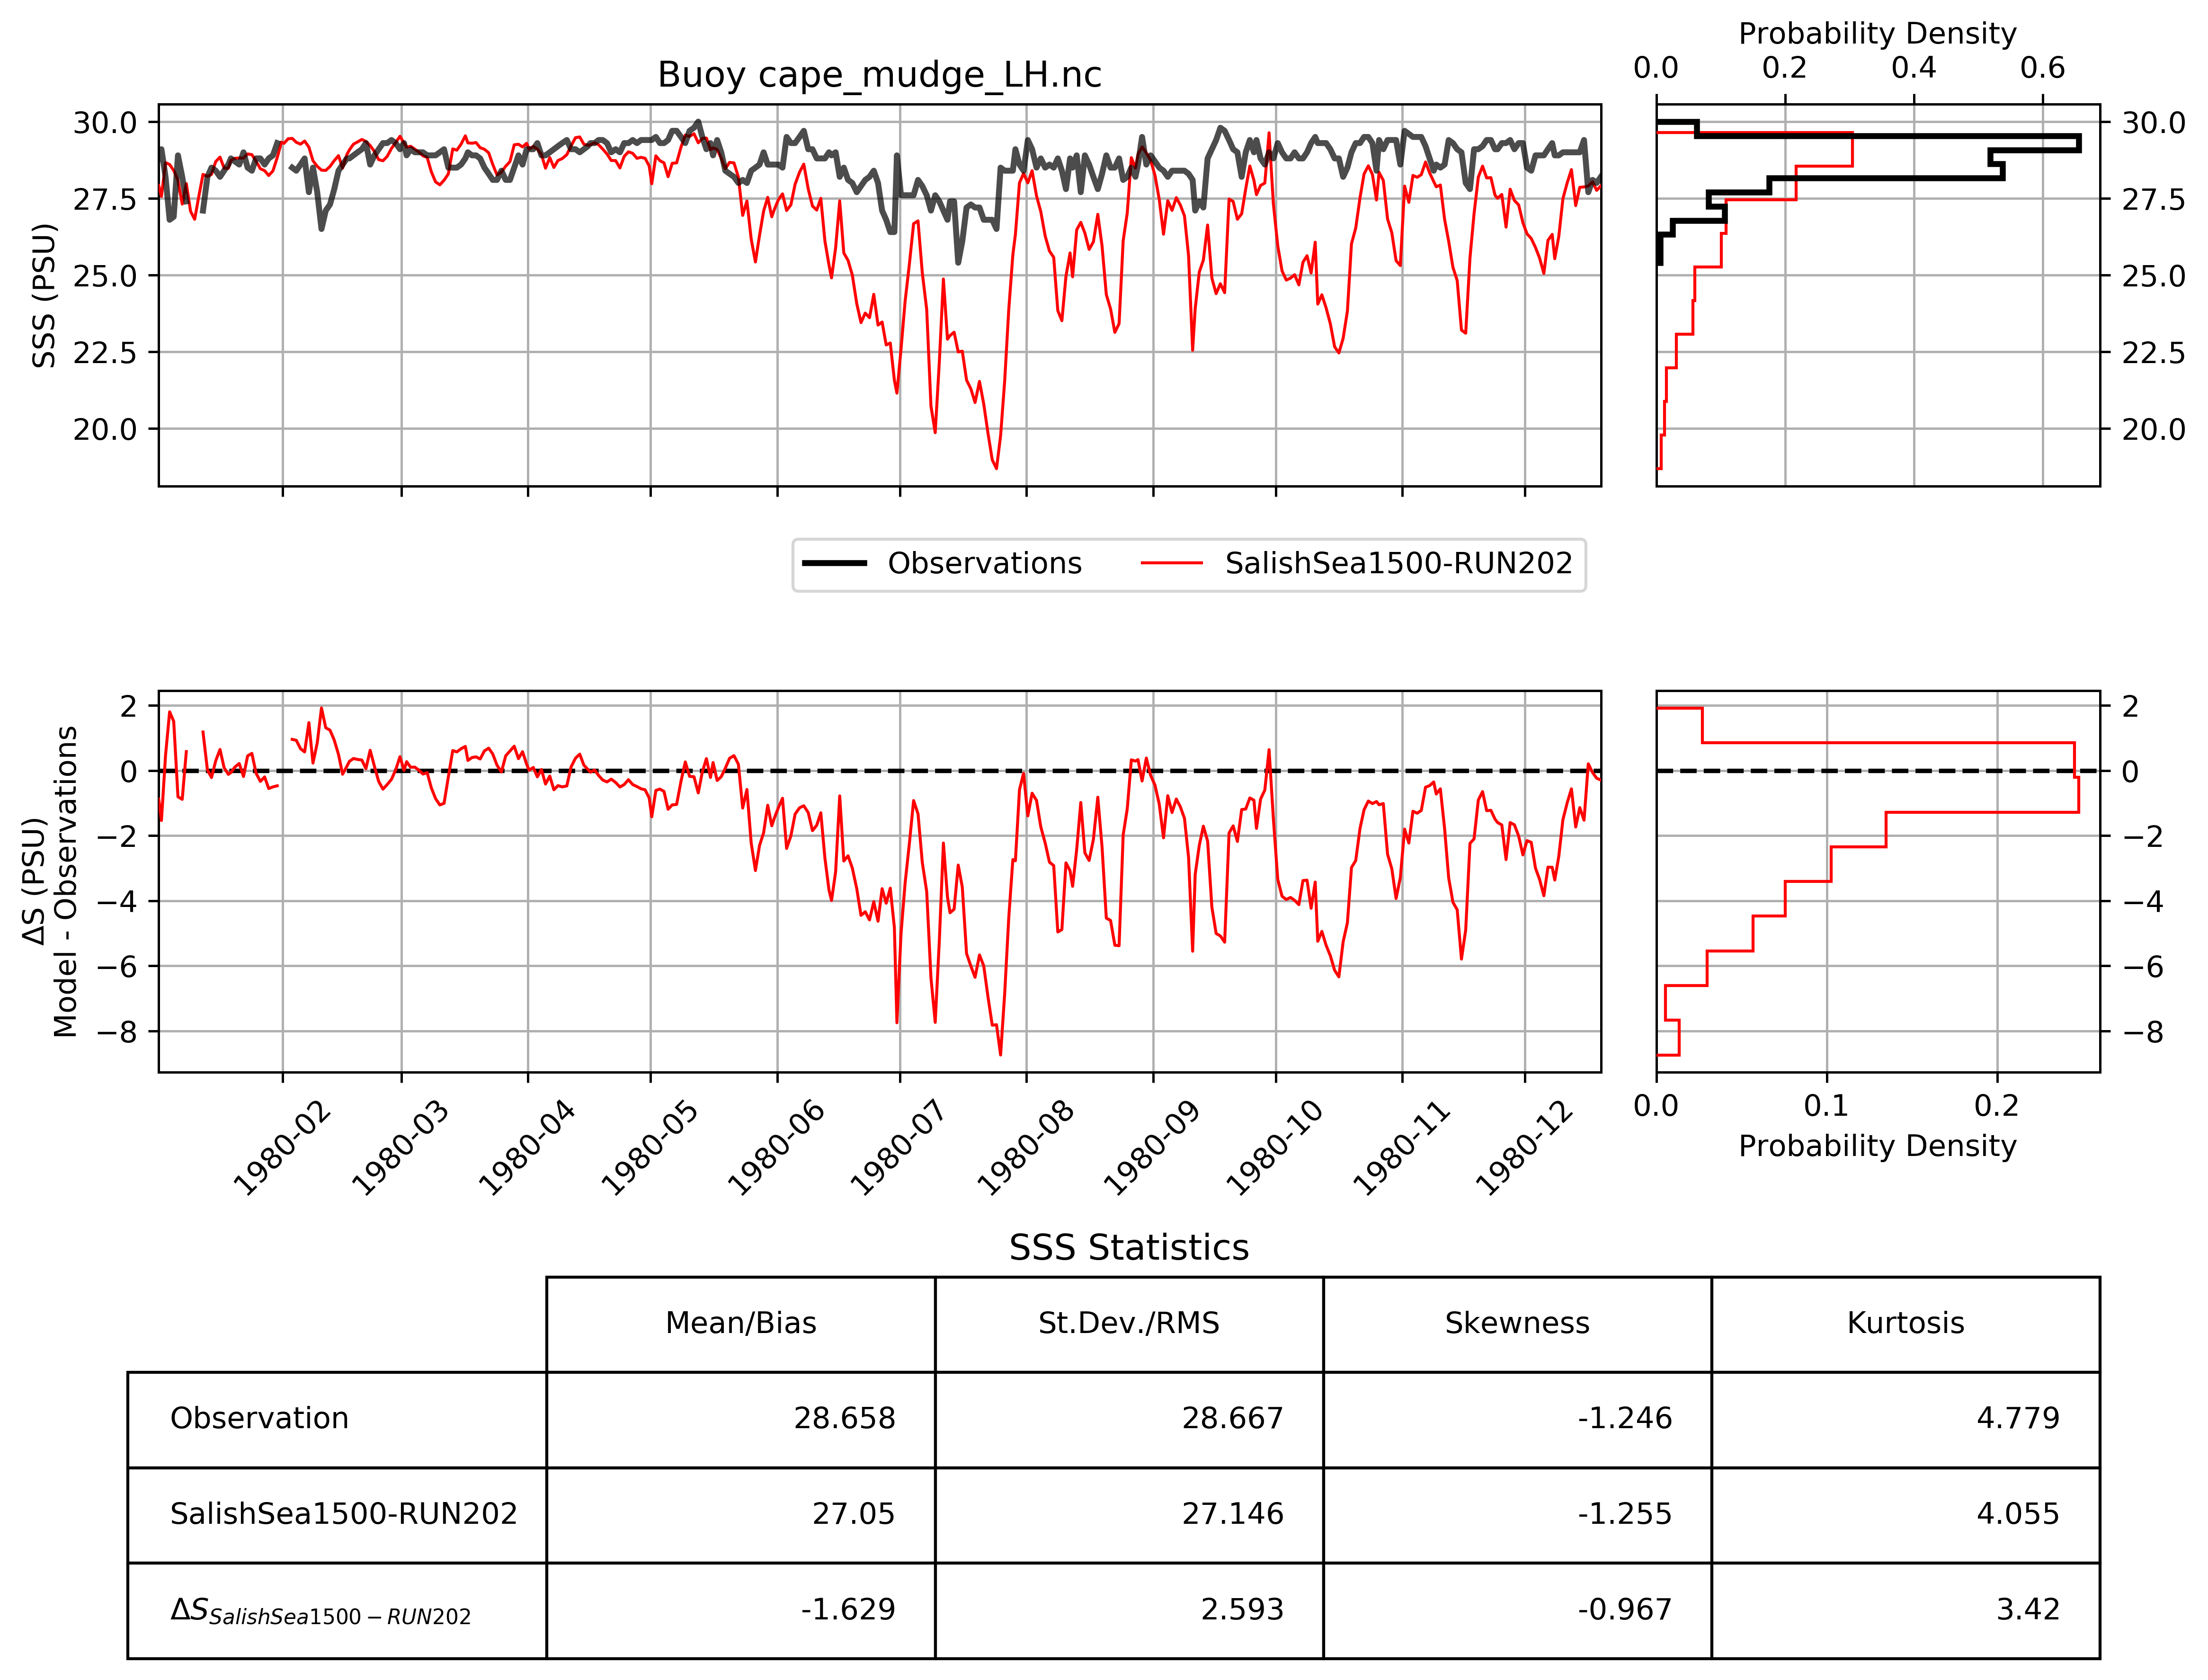 Probability Density
0.0 0.2 0.4 0.6
Buoy cape_mudge_LH.nc
30.0
27.5
25.0
22.5
20.0
SSS (PSU)
30.0
27.5
25.0
22.5
20.0
Observations SalishSea1500-RUN202
2
0
−2
−4
−6
−8
ΔS (PSU)
Model - Observations
2
0
−2
−4
−6
−8
1980-02 1980-03 1980-04 1980-05 1980-06 1980-07 1980-08 1980-09 1980-10 1980-11 1980-12
0.0 0.1 0.2
Probability Density
SSS Statistics
Mean/Bias St.Dev./RMS Skewness Kurtosis
Observation 28.658 28.667 -1.246 4.779
SalishSea1500-RUN202 27.05 27.146 -1.255 4.055
ΔS SalishSea1500−RUN202 -1.629 2.593 -0.967 3.42